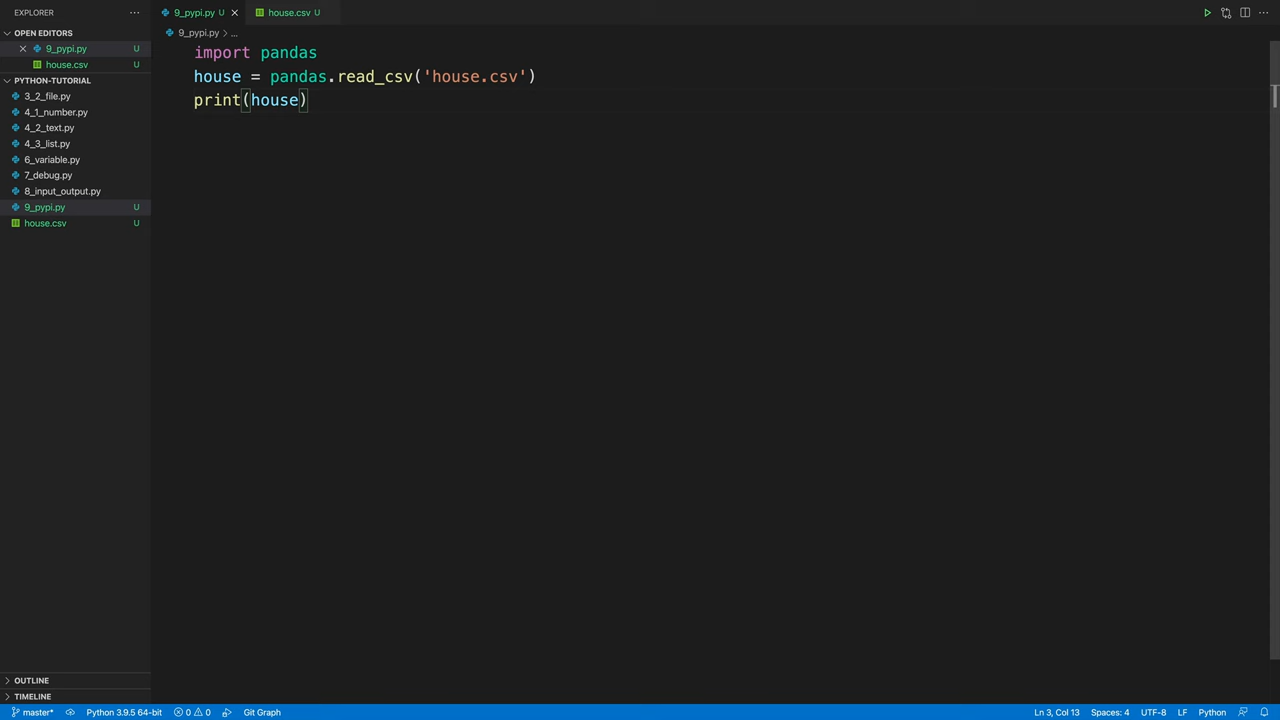 EXPLORER
9_pypi.py U
house.csv U
OPEN EDITORS
9_pypi.py U
house.csv U
PYTHON-TUTORIAL
3_2_file.py
4_1_number.py
4_2_text.py
4_3_list.py
6_variable.py
7_debug.py
8_input_output.py
9_pypi.py U
house.csv U
OUTLINE
TIMELINE
9_pypi.py > ...
import pandas
house = pandas.read_csv('house.csv')
print(house)
master* Python 3.9.5 64-bit 0 0 Git Graph Ln 3, Col 13 Spaces: 4 UTF-8 LF Python